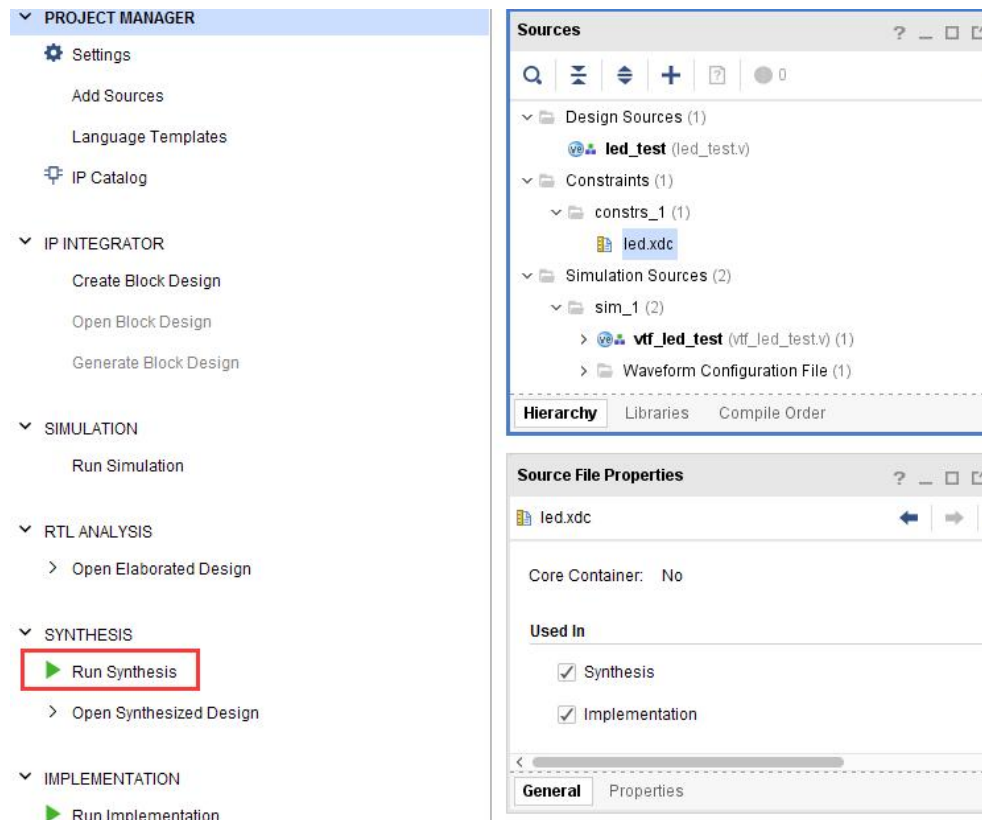 PROJECT MANAGER
Settings
Add Sources
Language Templates
IP Catalog
IP INTEGRATOR
Create Block Design
Open Block Design
Generate Block Design
SIMULATION
Run Simulation
RTL ANALYSIS
Open Elaborated Design
SYNTHESIS
Run Synthesis
Open Synthesized Design
IMPLEMENTATION
Run Implementation
Sources
0
Design Sources (1)
led_test (led_test.v)
Constraints (1)
constrs_1 (1)
led.xdc
Simulation Sources (2)
sim_1 (2)
vtf_led_test (vtf_led_test.v) (1)
Waveform Configuration File (1)
Hierarchy Libraries Compile Order
Source File Properties
led.xdc
Core Container: No
Used In
Synthesis
Implementation
General Properties